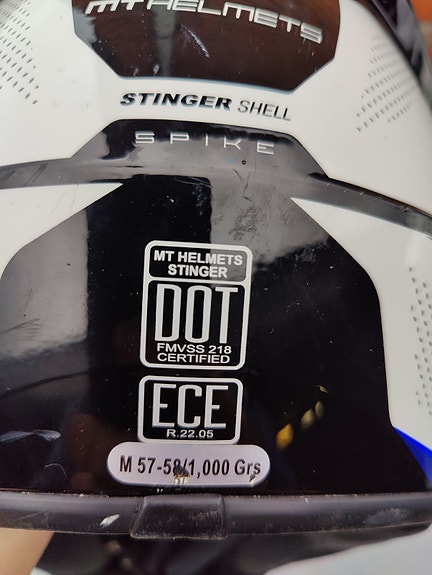 MT HELMETS
STINGER SHELL
SPIKE
MT HELMETS
STINGER
DOT
FMVSS 218
CERTIFIED
ECE
R.22.05
M 57-58/1,000 Grs